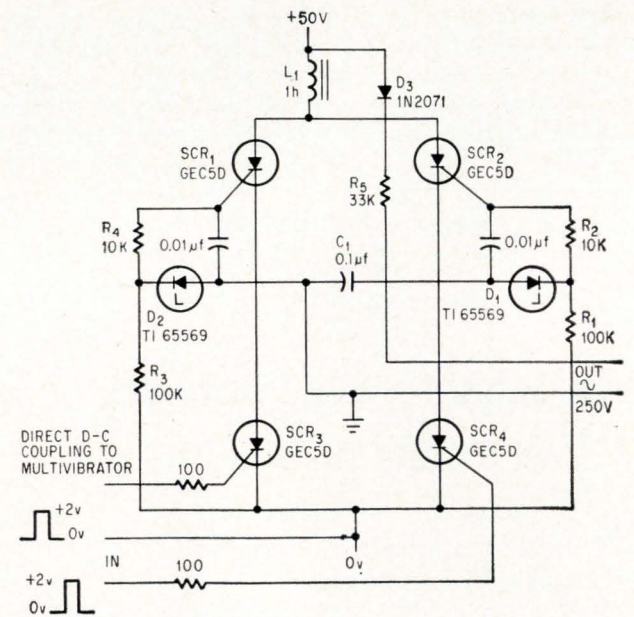 +50V
L1
1h
D3
1N2071
SCR1
GEC5D
SCR2
GEC5D
R5
33K
R4
10K
0.01µf
C1
0.1µf
0.01µf
R2
10K
D2
TI 65569
D1
TI 65569
R1
100K
R3
100K
OUT
~
250V
DIRECT D-C
COUPLING TO
MULTIVIBRATOR
100
SCR3
GEC5D
SCR4
GEC5D
+2v
0v
IN
100
0v
+2v
0v